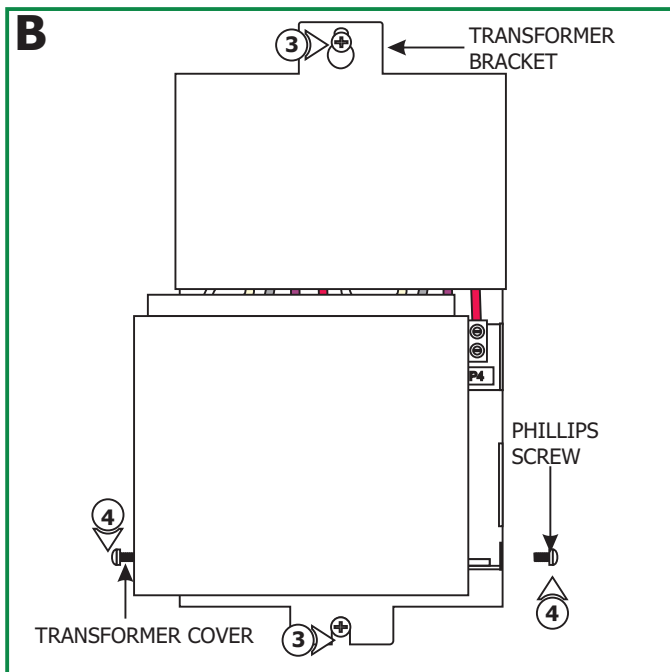 B
3
TRANSFORMER
BRACKET
P4
PHILLIPS
SCREW
4
4
TRANSFORMER COVER
3